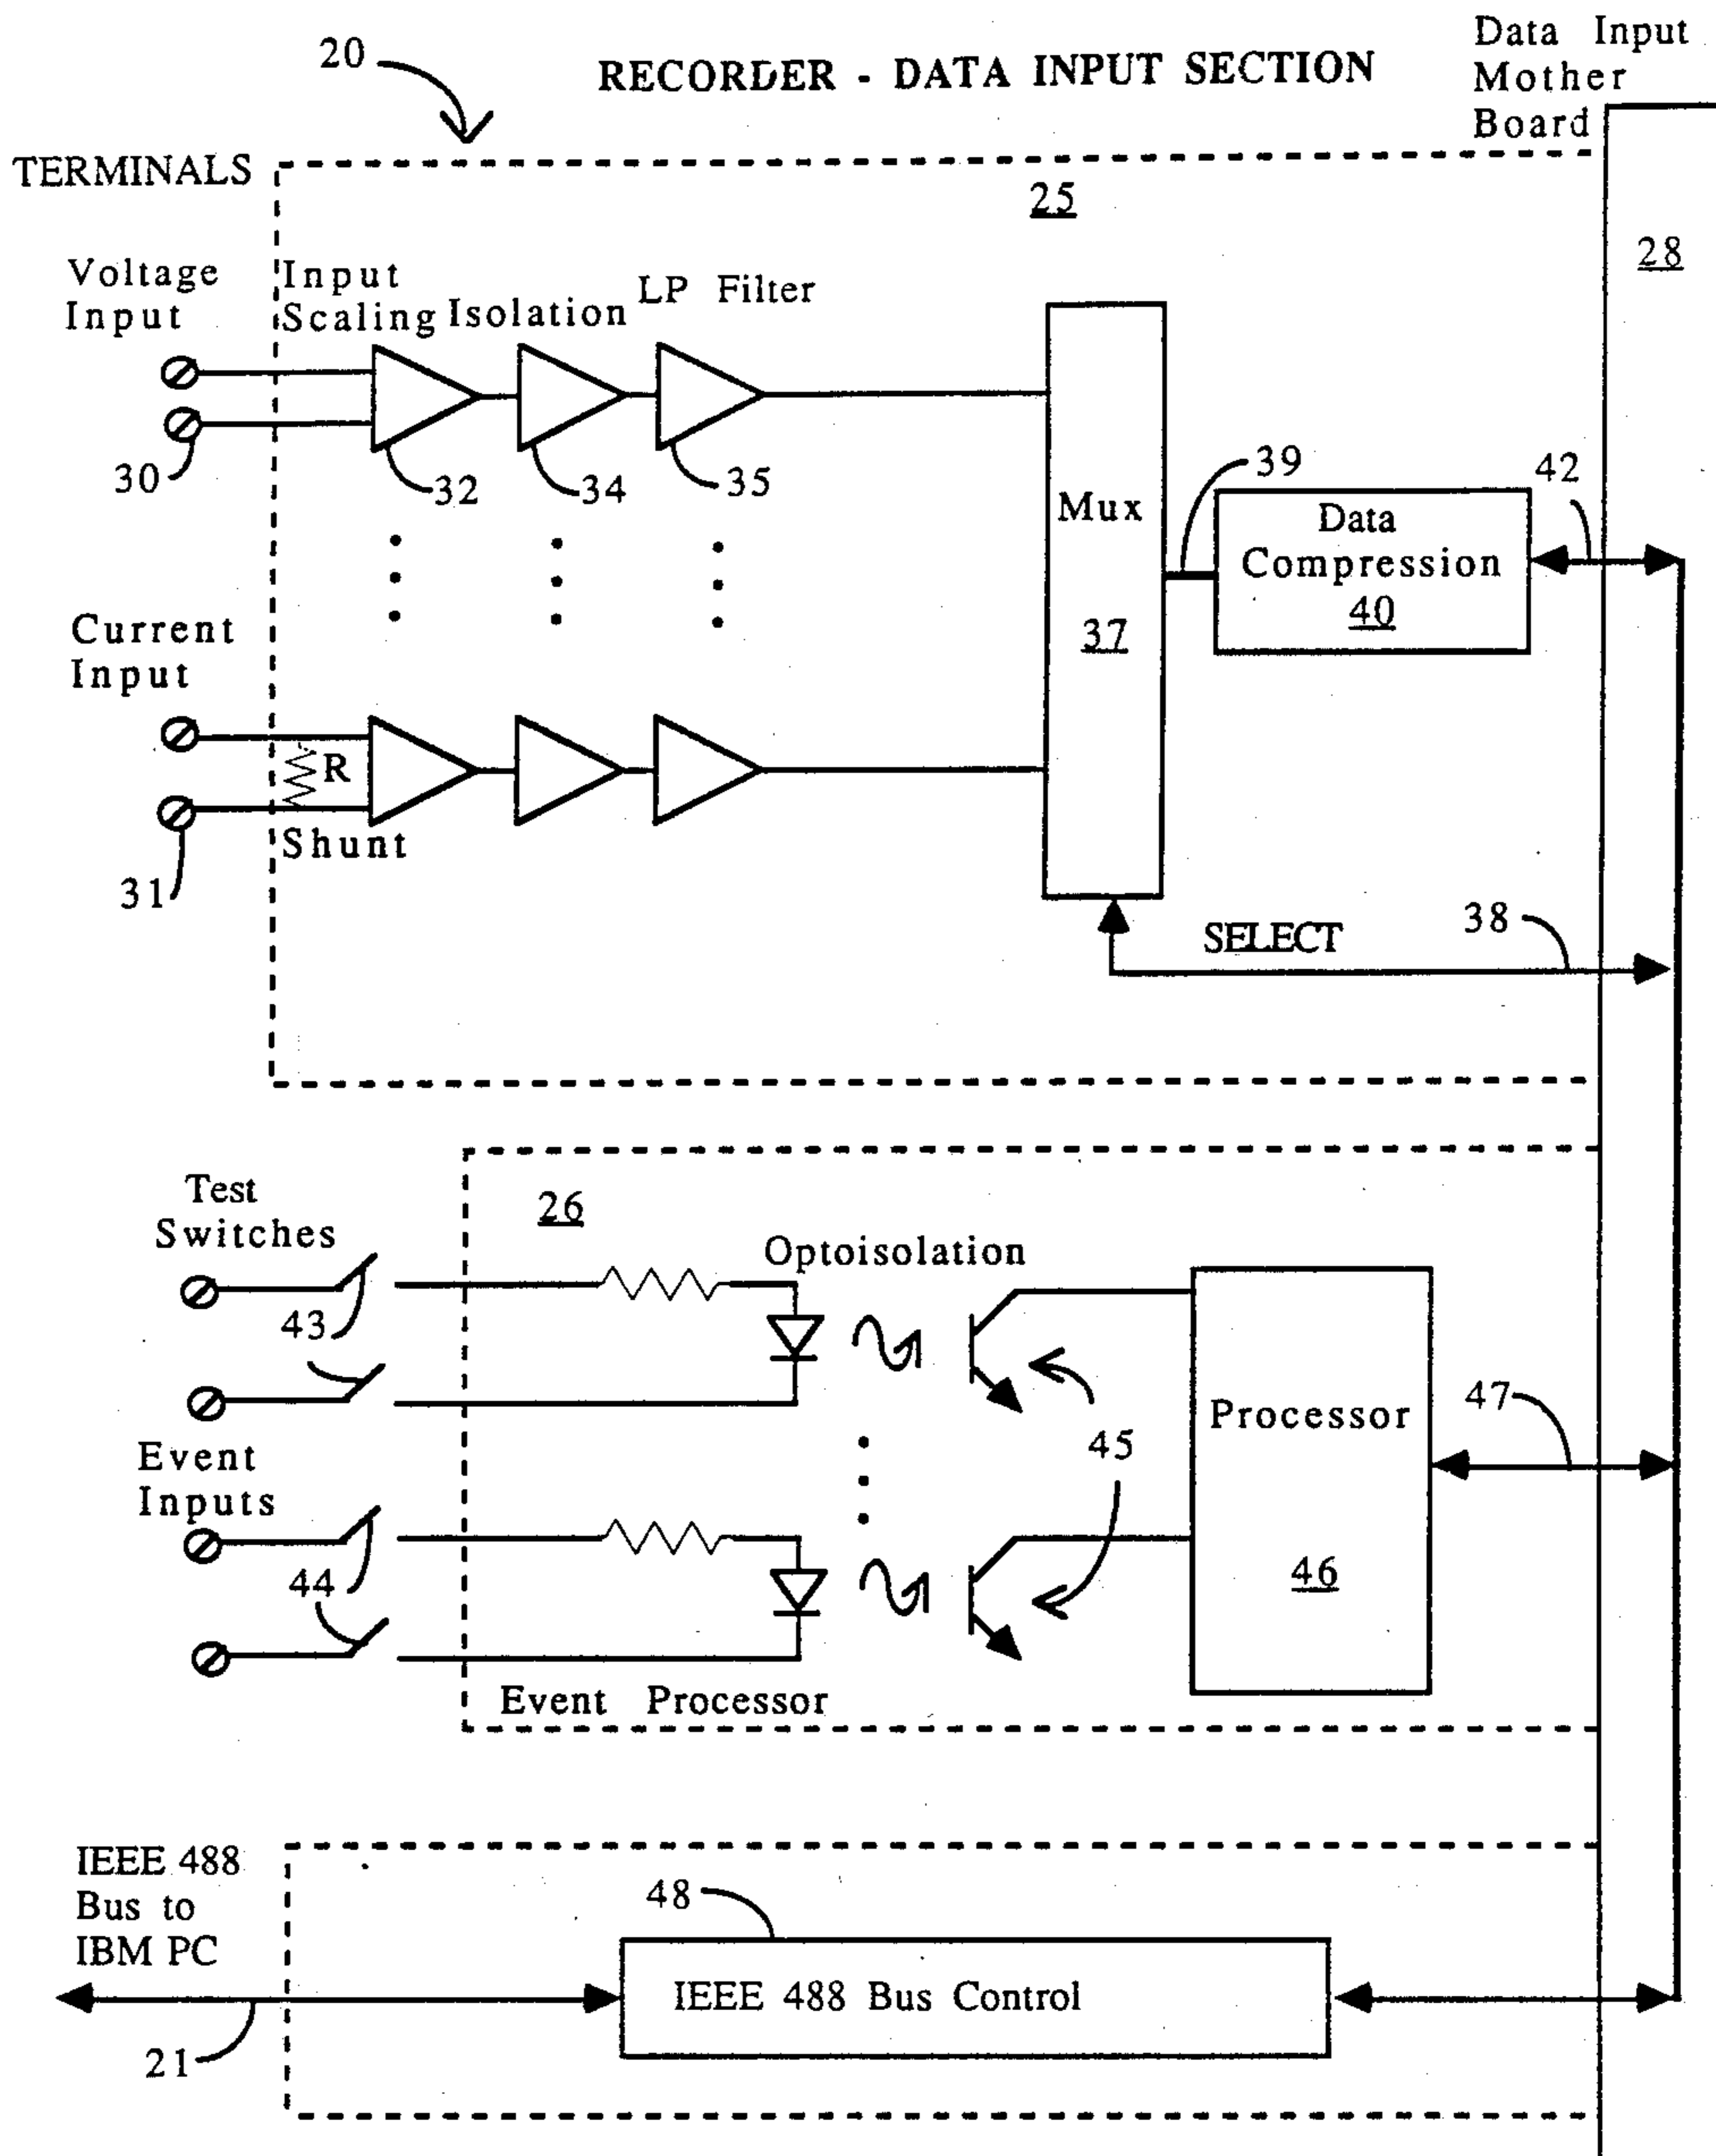 20
RECORDER - DATA INPUT SECTION
Data Input
Mother
Board
TERMINALS
25
28
Voltage
Input
Input
Scaling
Isolation
LP Filter
30
32
34
35
39
42
Mux
37
Data
Compression
40
Current
Input
R
Shunt
31
SELECT
38
Test
Switches
26
Optoisolation
43
Processor
47
45
Event
Inputs
44
46
Event Processor
IEEE 488
Bus to
IBM PC
48
IEEE 488 Bus Control
21